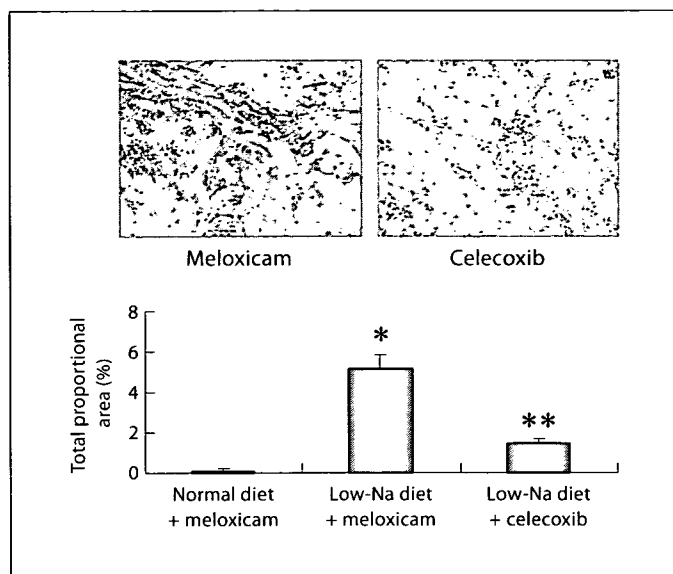 Meloxicam
Celecoxib
Total proportional
area (%)
8
6
4
2
0
*
**
Normal diet
+ meloxicam
Low-Na diet
+ meloxicam
Low-Na diet
+ celecoxib